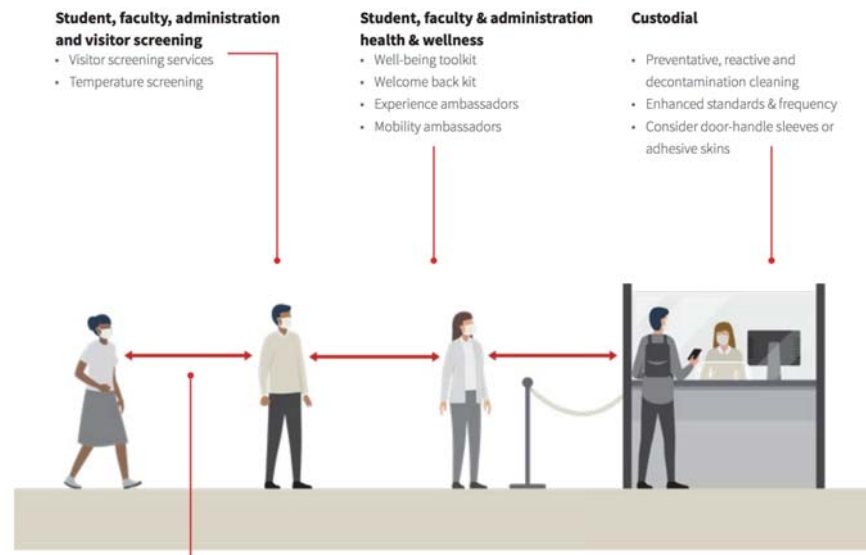 Student, faculty, administration
and visitor screening
• Visitor screening services
• Temperature screening
Student, faculty & administration
health & wellness
• Well-being toolkit
• Welcome back kit
• Experience ambassadors
• Mobility ambassadors
Custodial
• Preventative, reactive and
decontamination cleaning
• Enhanced standards & frequency
• Consider door-handle sleeves or
adhesive skins